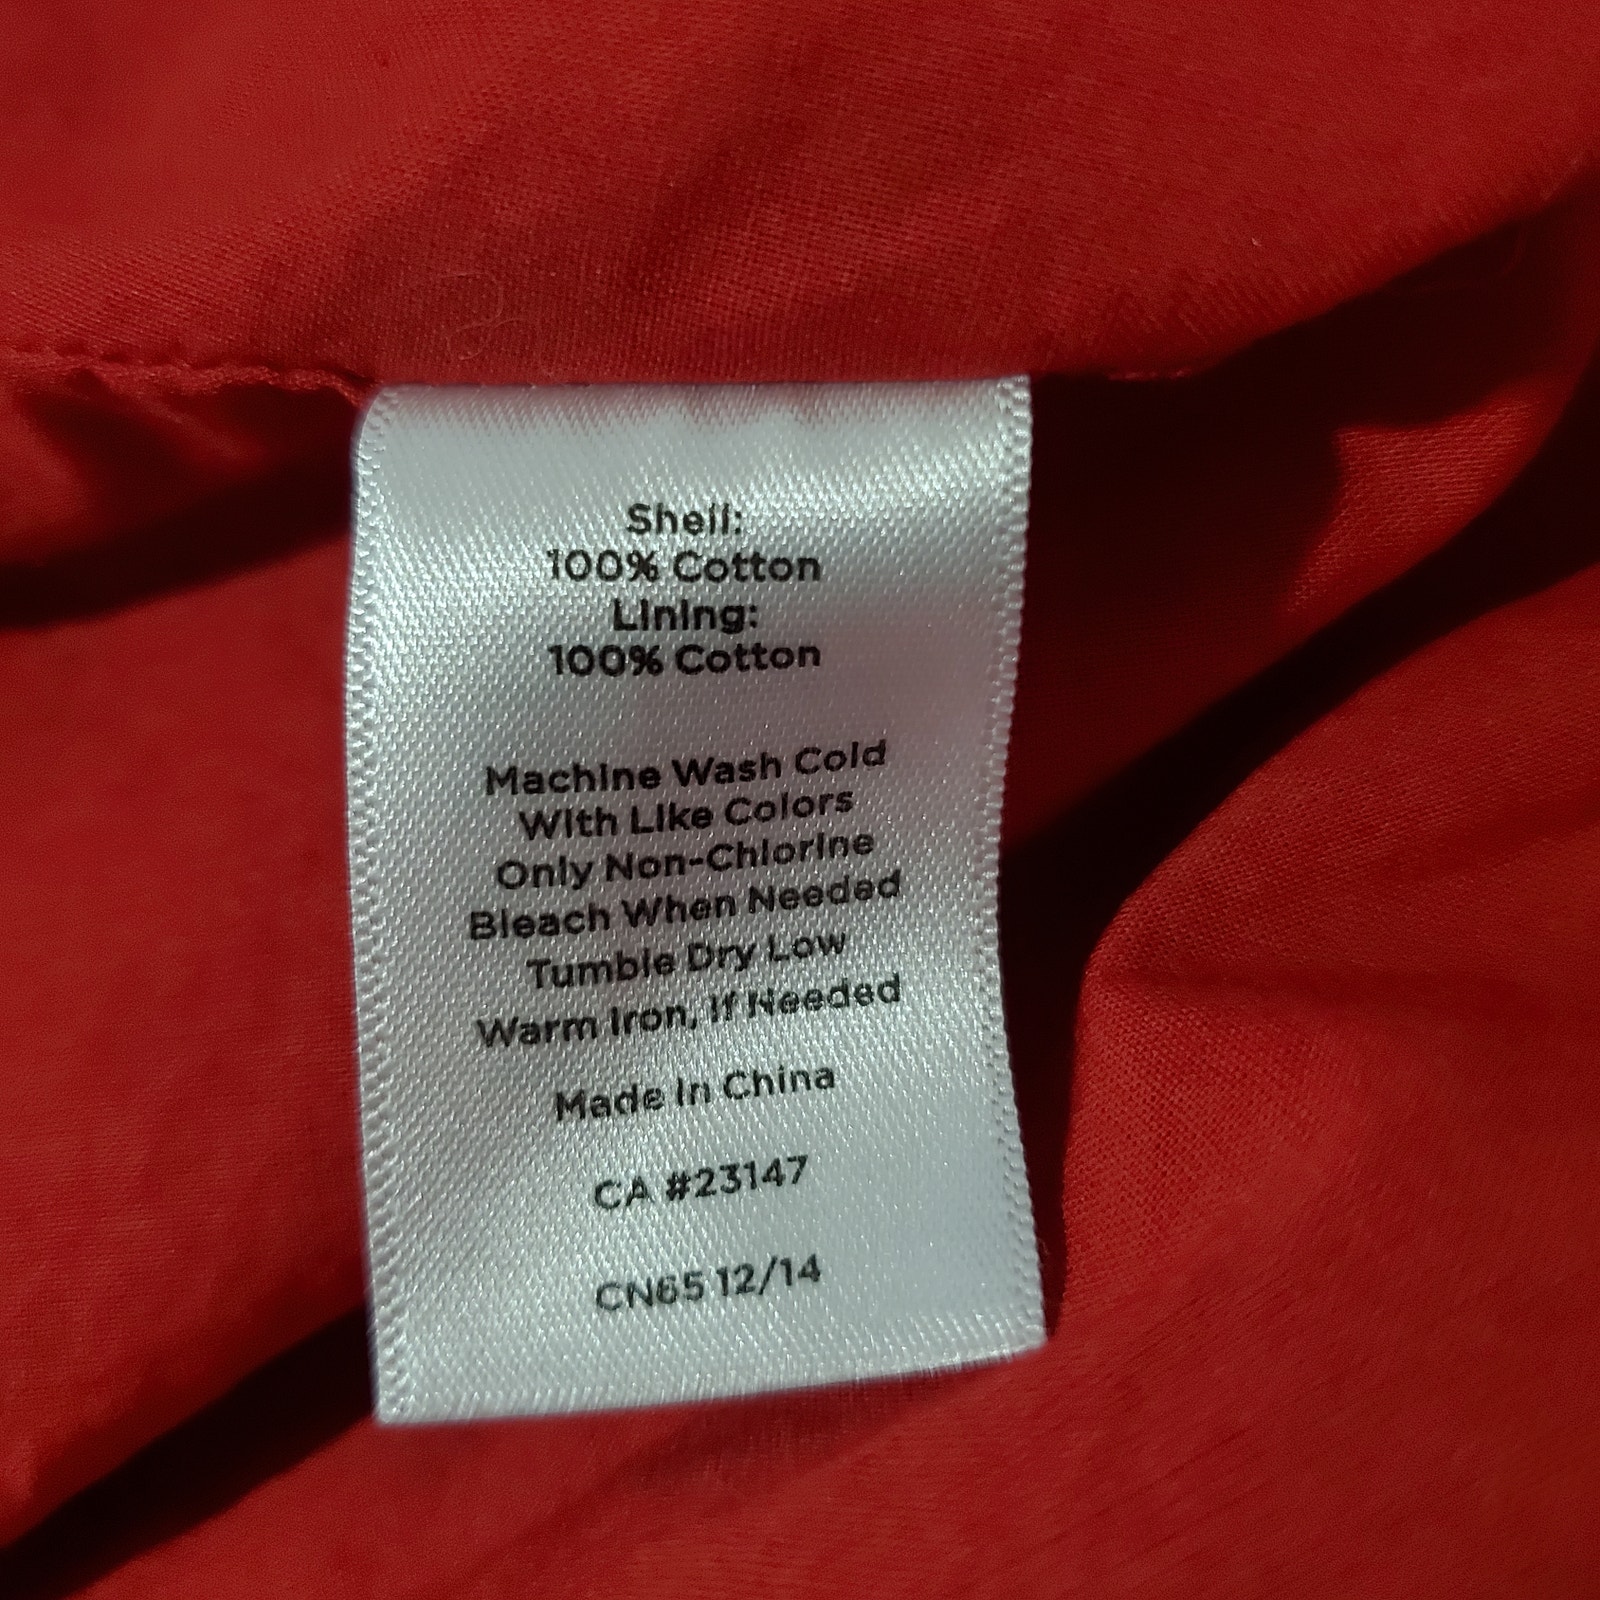 Shell:
100% Cotton
Lining:
100% Cotton
Machine Wash Cold
With Like Colors
Only Non-Chlorine
Bleach When Needed
Tumble Dry Low
Warm Iron, If Needed
Made In China
CA #23147
CN65 12/14